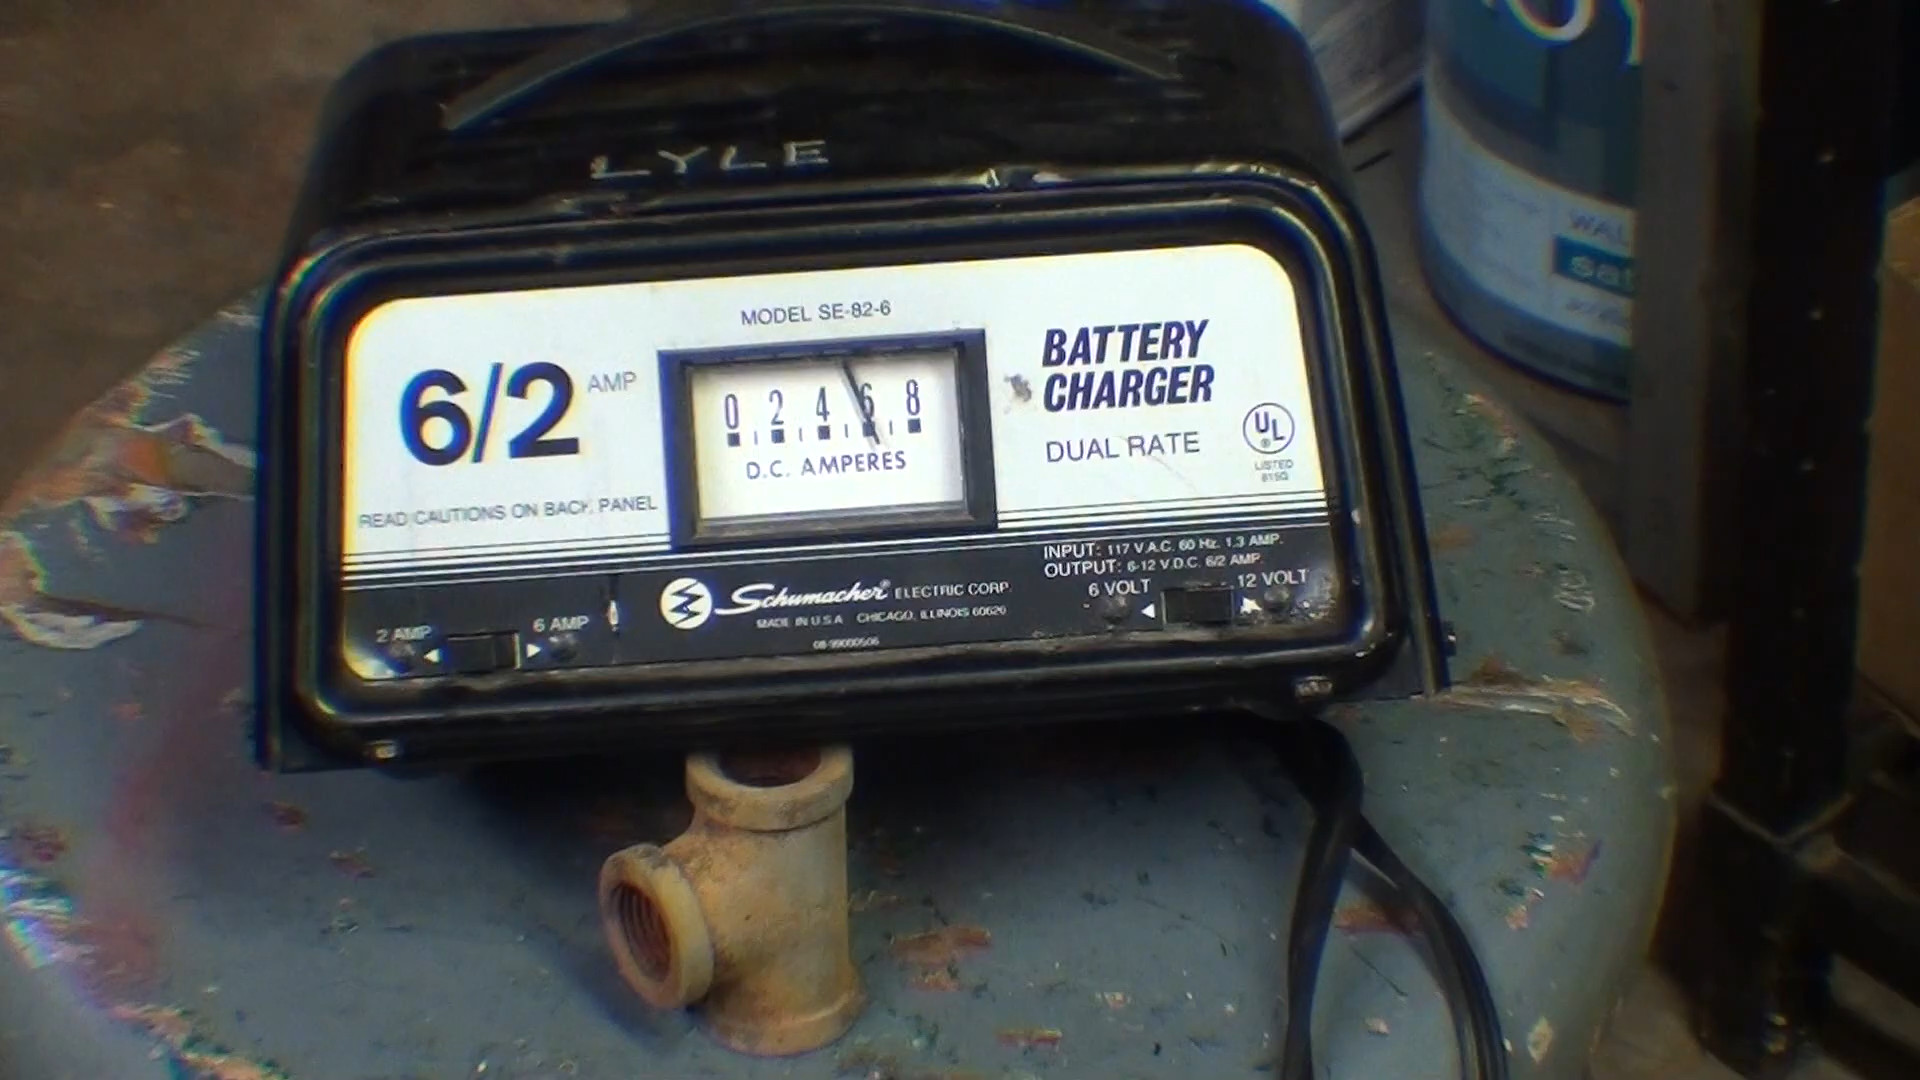 LYLE
MODEL SE-82-6
6/2 AMP
BATTERY
CHARGER
0 2 4 6 8
D.C. AMPERES
DUAL RATE
UL
®
LISTED
READ CAUTIONS ON BACK PANEL
INPUT: 117 V.A.C. 60 Hz. 1.3 AMP.
OUTPUT: 6-12 V.D.C. 6/2 AMP.
Schumacher® ELECTRIC CORP.
MADE IN U.S.A. CHICAGO, ILLINOIS 60620
6 VOLT 12 VOLT
2 AMP 6 AMP
WAL
sat